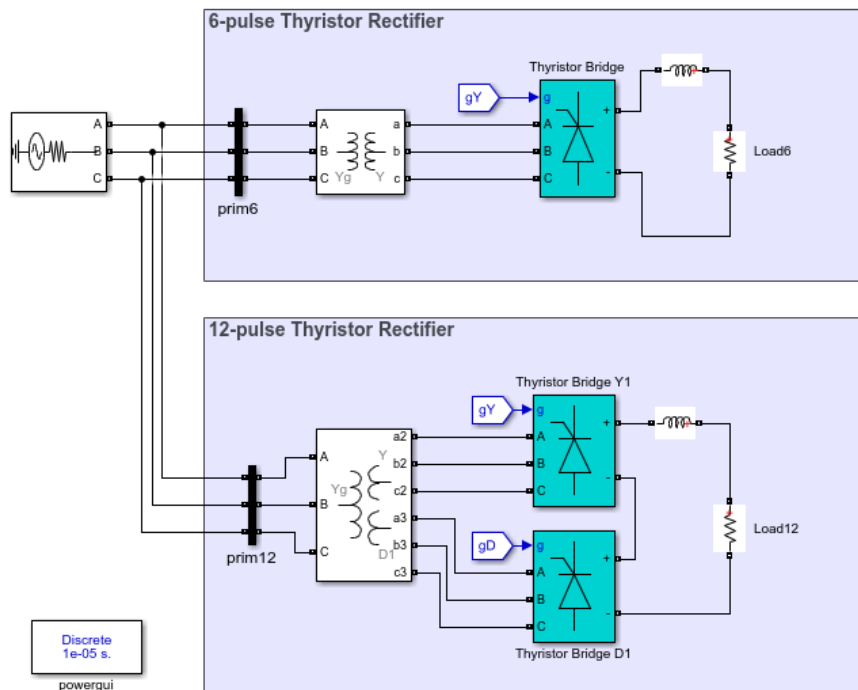 6-pulse Thyristor Rectifier
Thyristor Bridge
gY
g
A
B
C
A
B
C
a
b
c
A
B
C
+
-
Yg
Y
prim6
Load6
12-pulse Thyristor Rectifier
Thyristor Bridge Y1
gY
g
A
B
C
+
-
A
B
C
Yg
Y
D1
a2
b2
c2
a3
b3
c3
gD
g
A
B
C
+
-
prim12
Load12
Thyristor Bridge D1
Discrete
1e-05 s.
powergui